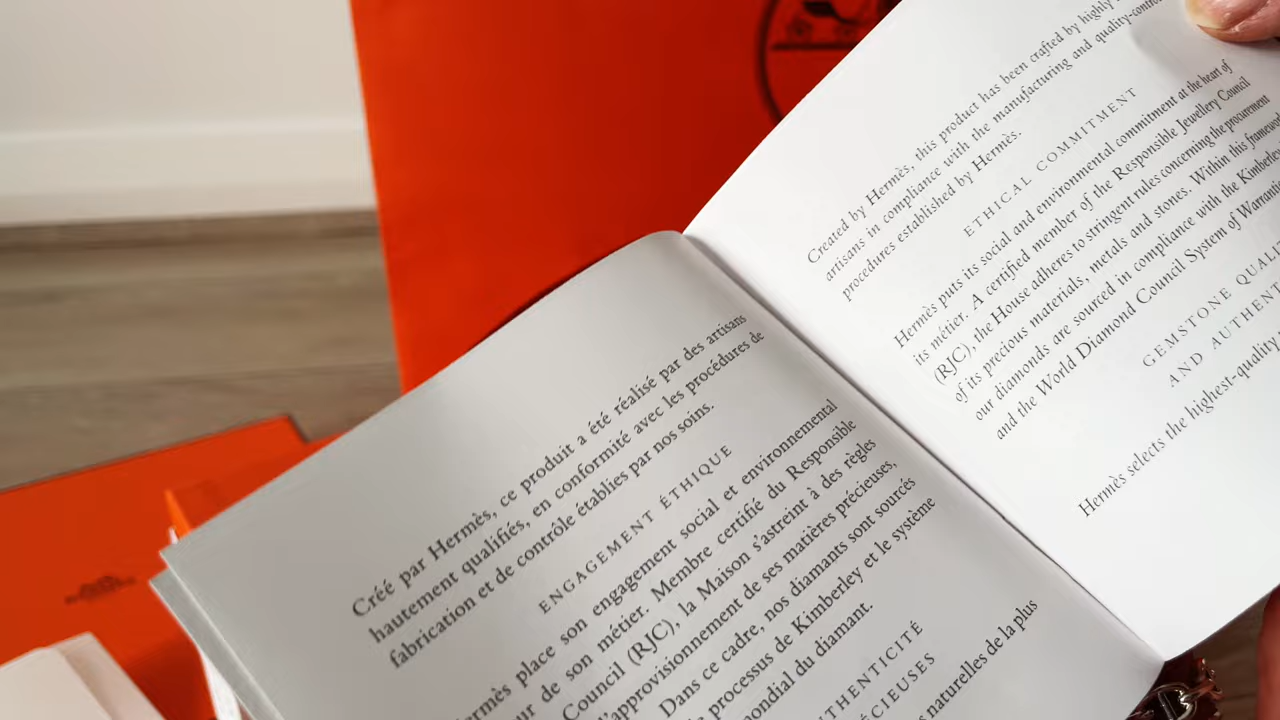 Créé par Hermès, ce produit a été réalisé par des artisans
hautement qualifiés, en conformité avec les procédures de
fabrication et de contrôle établies par nos soins.
ENGAGEMENT ÉTHIQUE
ermès place son engagement social et environnemental
ur de son métier. Membre certifié du Responsible
Council (RJC), la Maison s'astreint à des règles
l'approvisionnement de ses matières précieuses,
Dans ce cadre, nos diamants sont sourcés
processus de Kimberley et le système
ondial du diamant.
THENTICITÉ
ÉCIEUSES
naturelles de la plus
Created by Hermès, this product has been crafted by highly
artisans in compliance with the manufacturing and quality-contro
procedures established by Hermès.
ETHICAL COMMITMENT
Hermès puts its social and environmental commitment at the heart of
its métier. A certified member of the Responsible Jewellery Council
(RJC), the House adheres to stringent rules concerning the procurement
of its precious materials, metals and stones. Within this framework
our diamonds are sourced in compliance with the Kimberley
and the World Diamond Council System of Warranti
GEMSTONE QUALI
AND AUTHENT
Hermès selects the highest-quality